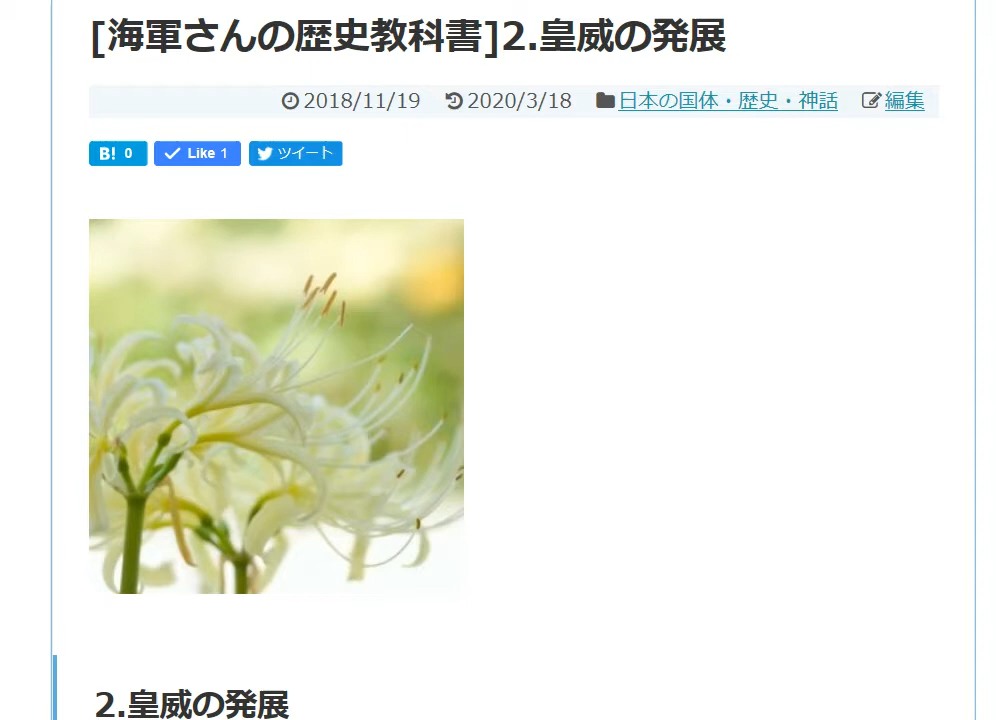 [海軍さんの歴史教科書]2.皇威の発展
2018/11/19 2020/3/18 日本の国体・歴史・神話 編集
B! 0 Like 1 ツイート
2.皇威の発展